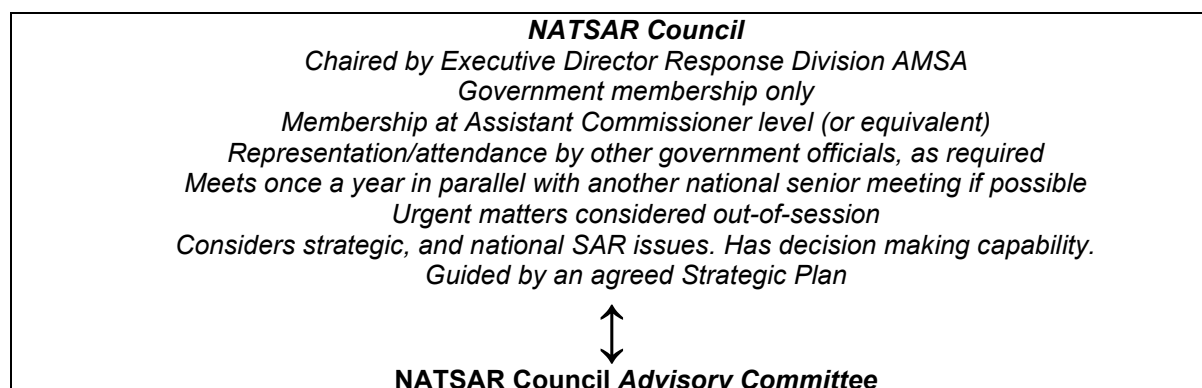 NATSAR Council
Chaired by Executive Director Response Division AMSA
Government membership only
Membership at Assistant Commissioner level (or equivalent)
Representation/attendance by other government officials, as required
Meets once a year in parallel with another national senior meeting if possible
Urgent matters considered out-of-session
Considers strategic, and national SAR issues. Has decision making capability.
Guided by an agreed Strategic Plan
NATSAR Council Advisory Committee